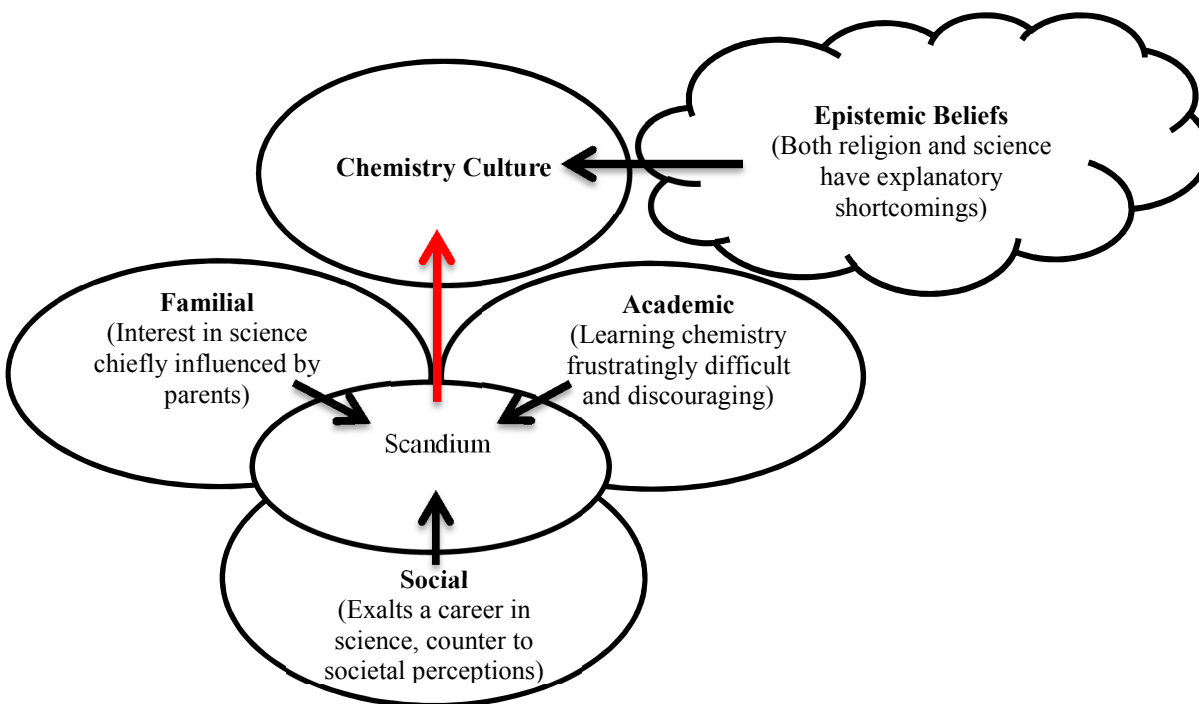 Epistemic Beliefs
(Both religion and science
have explanatory
shortcomings)
Chemistry Culture
Familial
(Interest in science
chiefly influenced by
parents)
Academic
(Learning chemistry
frustratingly difficult
and discouraging)
Scandium
Social
(Exalts a career in
science, counter to
societal perceptions)